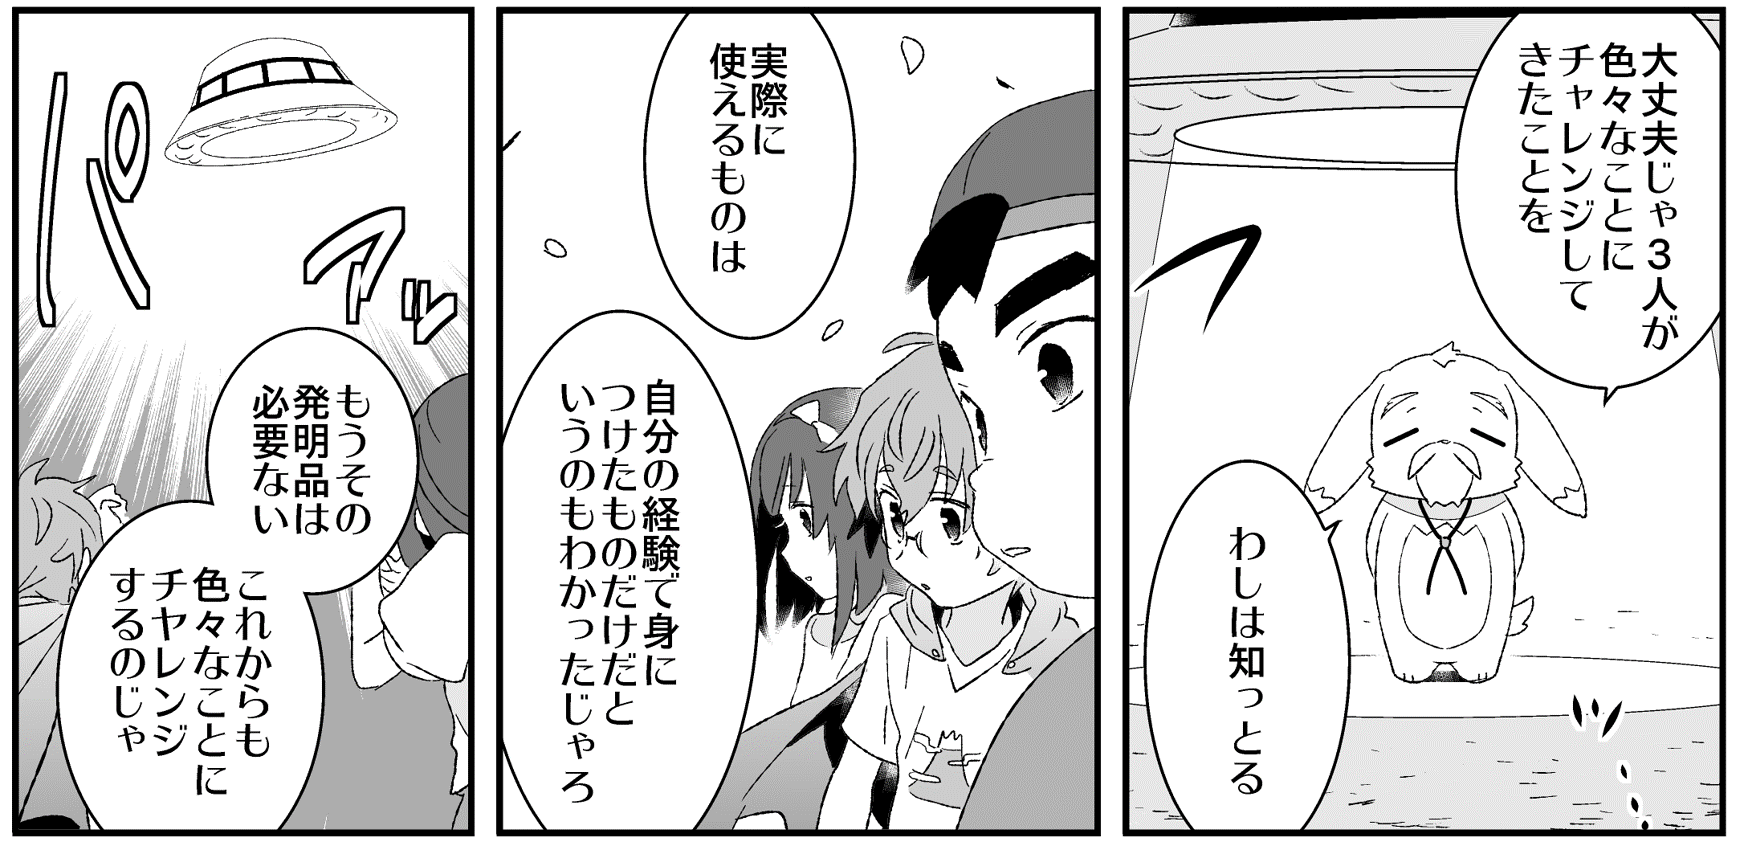 大丈夫じゃ3人が
色々なことに
チャレンジして
きたことを
わしは知っとる
フ
実際に
使えるものは
自分の経験で身に
つけたものだけだと
いうのもわかったじゃろ
パ
アッ
もうその
発明品は
必要ない
これからも
色々なことに
チヤレンジ
するのじゃ